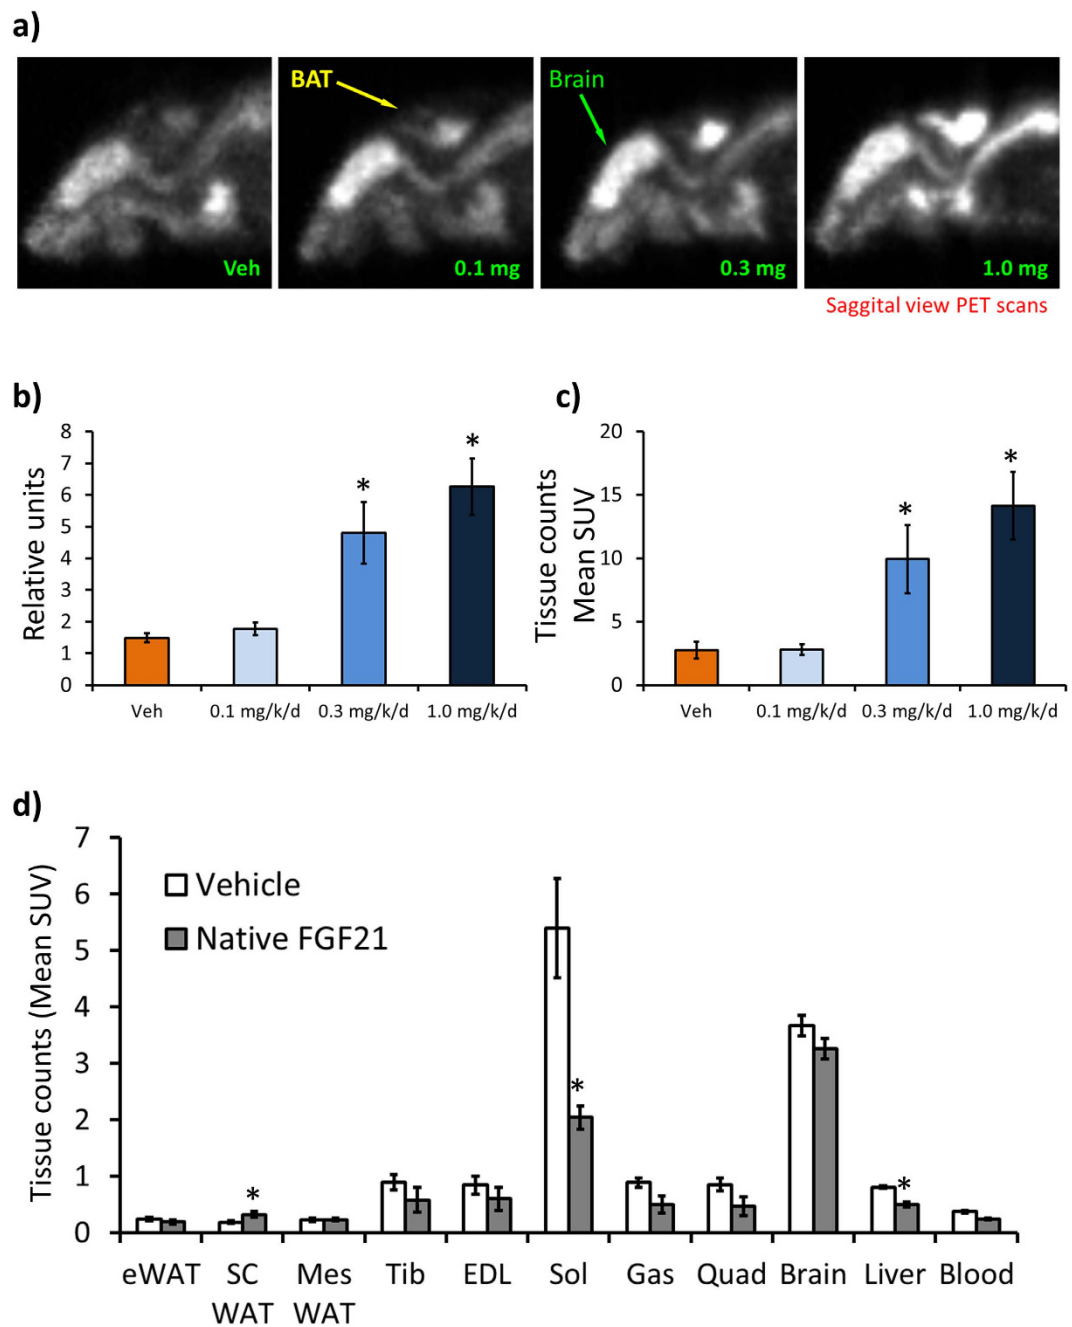 a)
BAT
Brain
Veh
0.1 mg
0.3 mg
1.0 mg
Saggital view PET scans
b)
Relative units
8
7
6
5
4
3
2
1
0
*
*
Veh
0.1 mg/k/d
0.3 mg/k/d
1.0 mg/k/d
c)
Tissue counts
Mean SUV
20
15
10
5
0
*
*
Veh
0.1 mg/k/d
0.3 mg/k/d
1.0 mg/k/d
d)
Tissue counts (Mean SUV)
7
6
5
4
3
2
1
0
Vehicle
Native FGF21
*
*
*
eWAT
SC
WAT
Mes
WAT
Tib
EDL
Sol
Gas
Quad
Brain
Liver
Blood